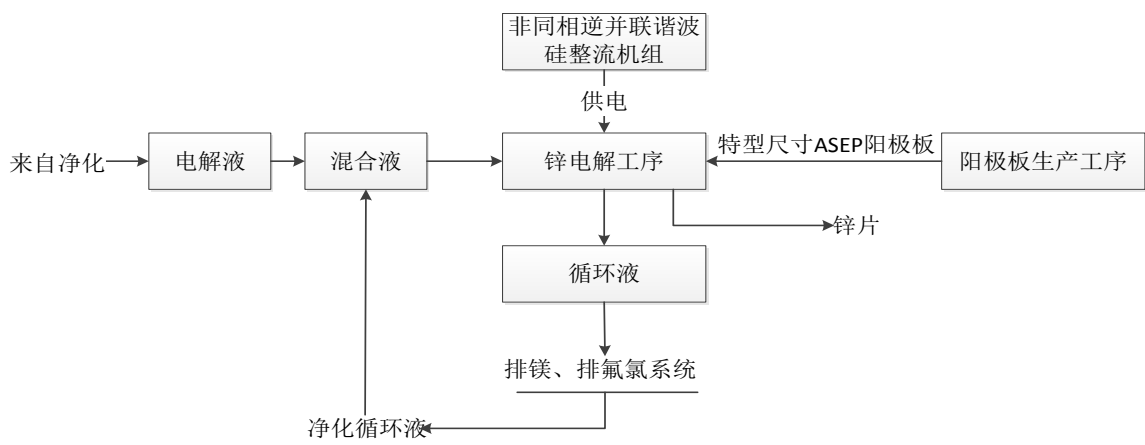 非同相逆并联谐波
硅整流机组
供电
来自净化
电解液
混合液
锌电解工序
特型尺寸ASEP阳极板
阳极板生产工序
锌片
循环液
排镁、排氟氯系统
净化循环液